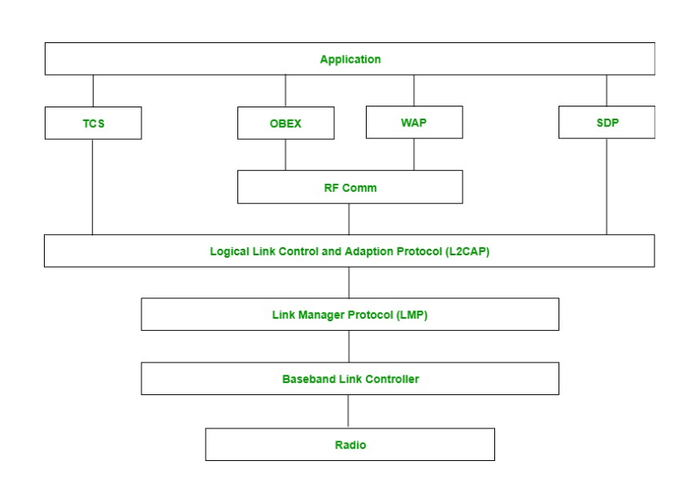 Application
TCS
OBEX
WAP
SDP
RF Comm
Logical Link Control and Adaption Protocol (L2CAP)
Link Manager Protocol (LMP)
Baseband Link Controller
Radio